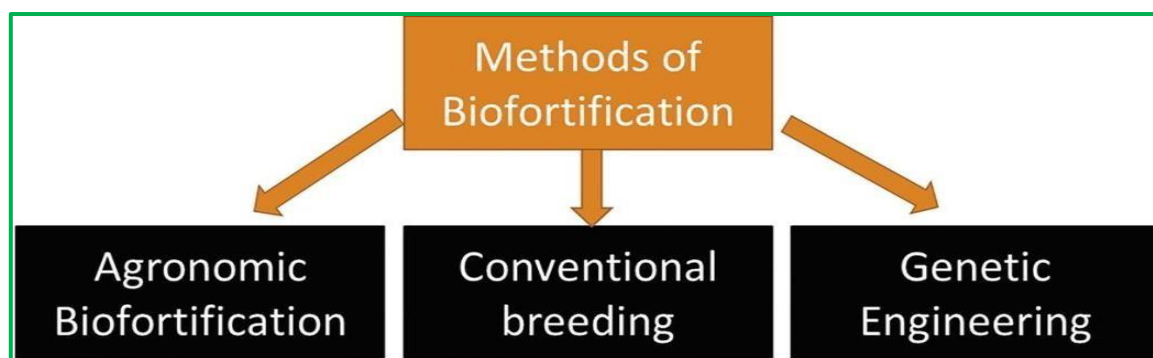 Methods of
Biofortification
Agronomic
Biofortification
Conventional
breeding
Genetic
Engineering